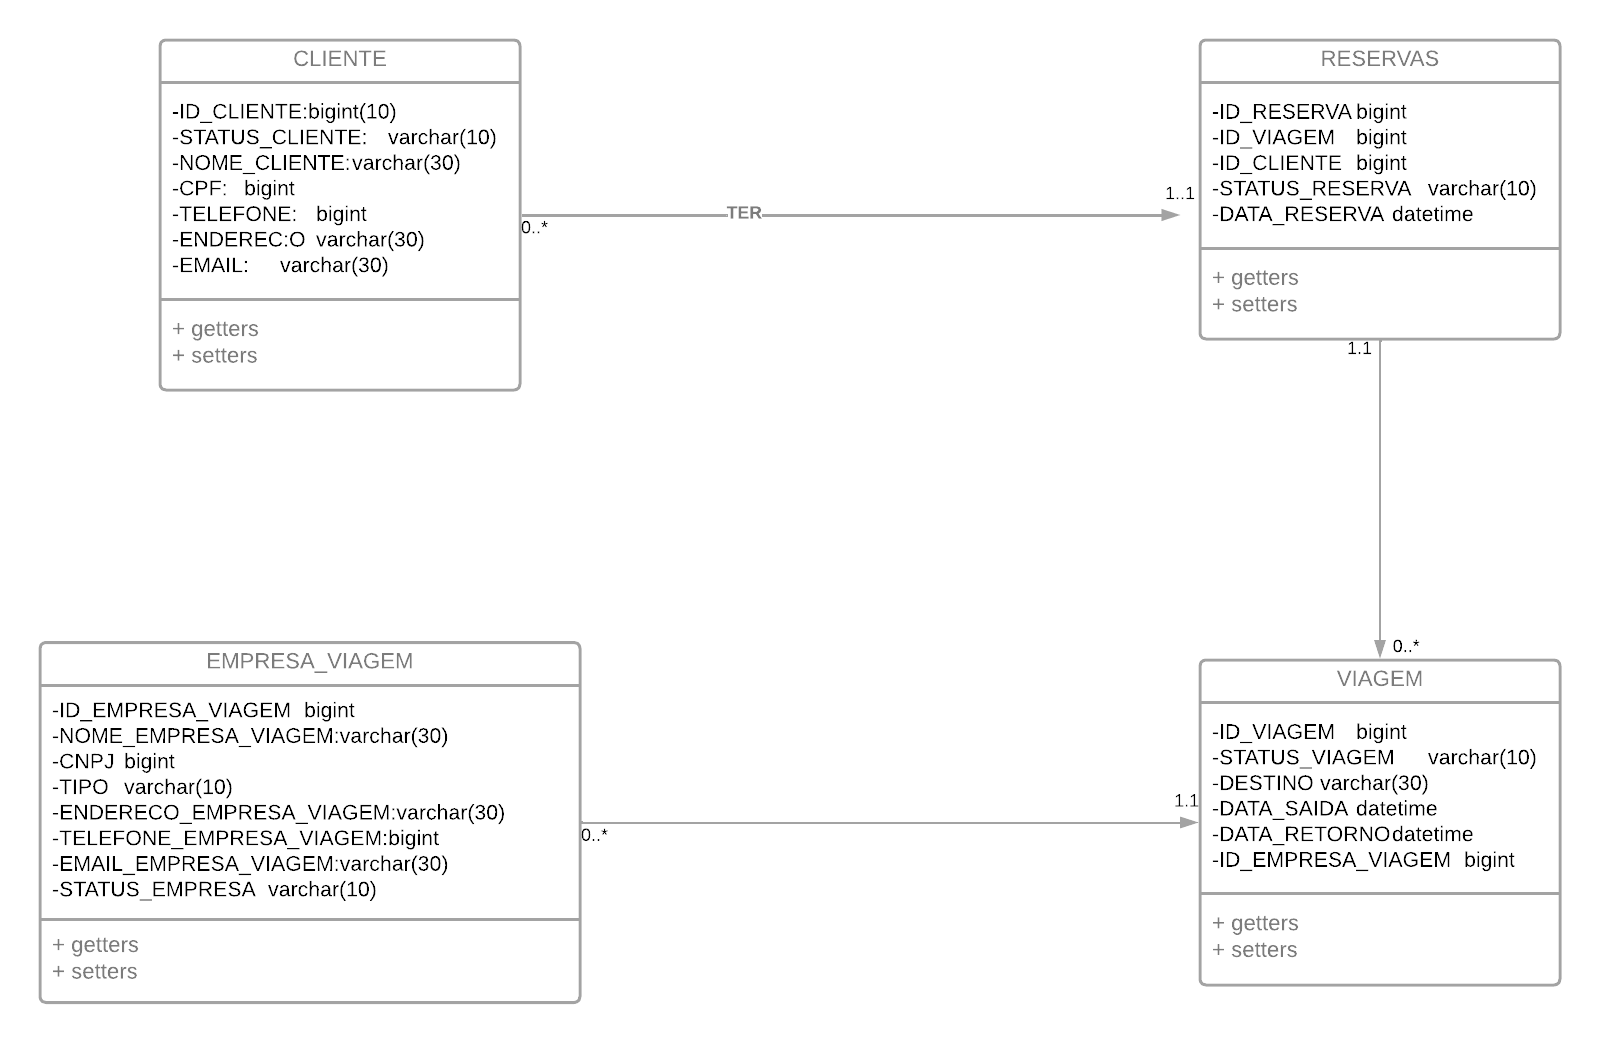 CLIENTE
-ID_CLIENTE:bigint(10)
-STATUS_CLIENTE: varchar(10)
-NOME_CLIENTE:varchar(30)
-CPF: bigint
-TELEFONE: bigint
-ENDEREC:O varchar(30)
-EMAIL: varchar(30)
+ getters
+ setters
0..*
TER
1..1
RESERVAS
-ID_RESERVA bigint
-ID_VIAGEM bigint
-ID_CLIENTE bigint
-STATUS_RESERVA varchar(10)
-DATA_RESERVA datetime
+ getters
+ setters
1.1
0..*
EMPRESA_VIAGEM
-ID_EMPRESA_VIAGEM bigint
-NOME_EMPRESA_VIAGEM:varchar(30)
-CNPJ bigint
-TIPO varchar(10)
-ENDERECO_EMPRESA_VIAGEM:varchar(30)
-TELEFONE_EMPRESA_VIAGEM:bigint
-EMAIL_EMPRESA_VIAGEM:varchar(30)
-STATUS_EMPRESA varchar(10)
+ getters
+ setters
0..*
1.1
VIAGEM
-ID_VIAGEM bigint
-STATUS_VIAGEM varchar(10)
-DESTINO varchar(30)
-DATA_SAIDA datetime
-DATA_RETORNOdatetime
-ID_EMPRESA_VIAGEM bigint
+ getters
+ setters